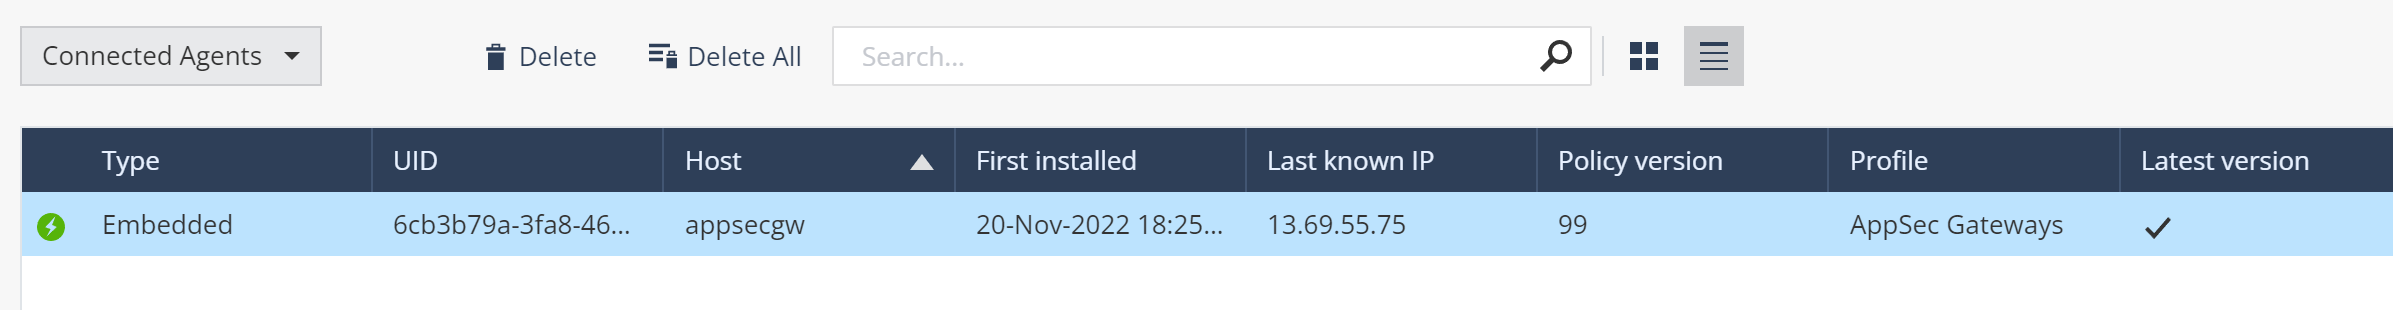 Connected Agents Delete Delete All Search...
Type UID Host First installed Last known IP Policy version Profile Latest version
Embedded 6cb3b79a-3fa8-46... appsecgw 20-Nov-2022 18:25... 13.69.55.75 99 AppSec Gateways